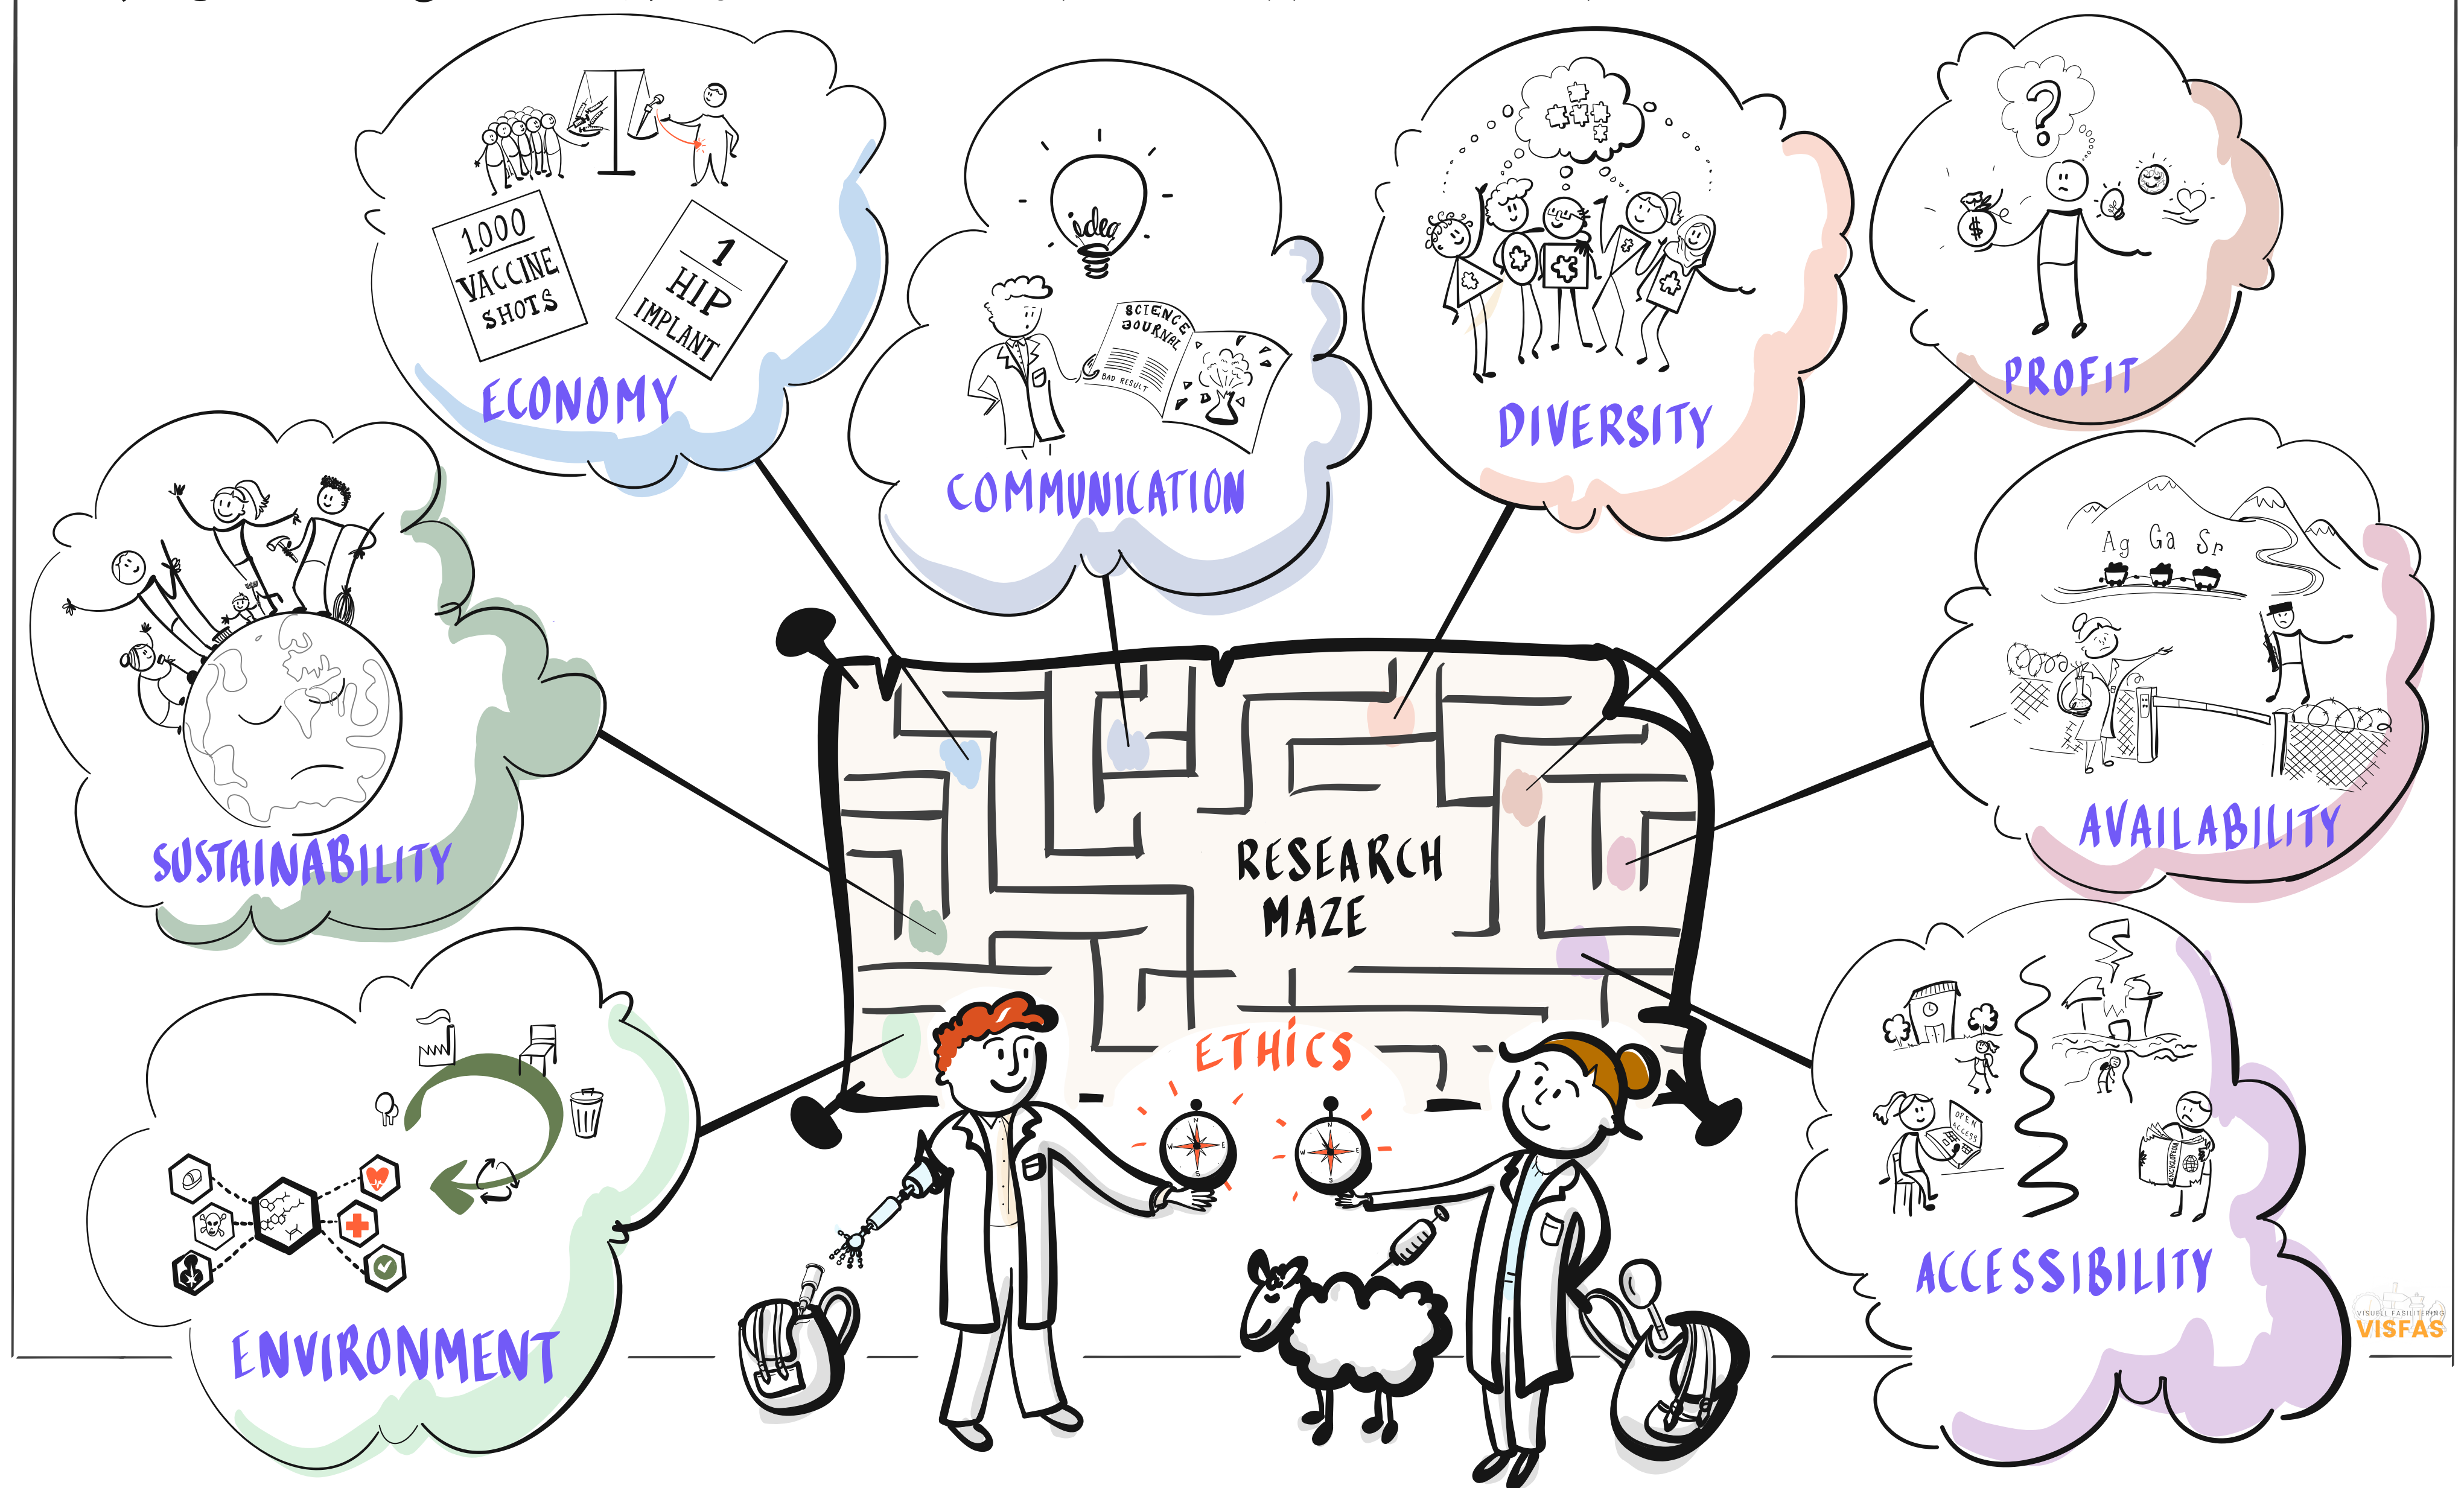 1.000
VACCINE
SHOTS
1
HIP
IMPLANT
ECONOMY
idea
SCIENCE
JOURNAL
BAD RESULT
COMMUNICATION
DIVERSITY
?
$
PROFIT
SUSTAINABILITY
Ag Ga Sr
AVAILABILITY
RESEARCH
MAZE
ETHICS
N
W E
S
N
W E
S
ENVIRONMENT
OPEN
ACCESS
ENCYCLOPEDIA
ACCESSIBILITY
VISUELL FASILITERING
VISFAS